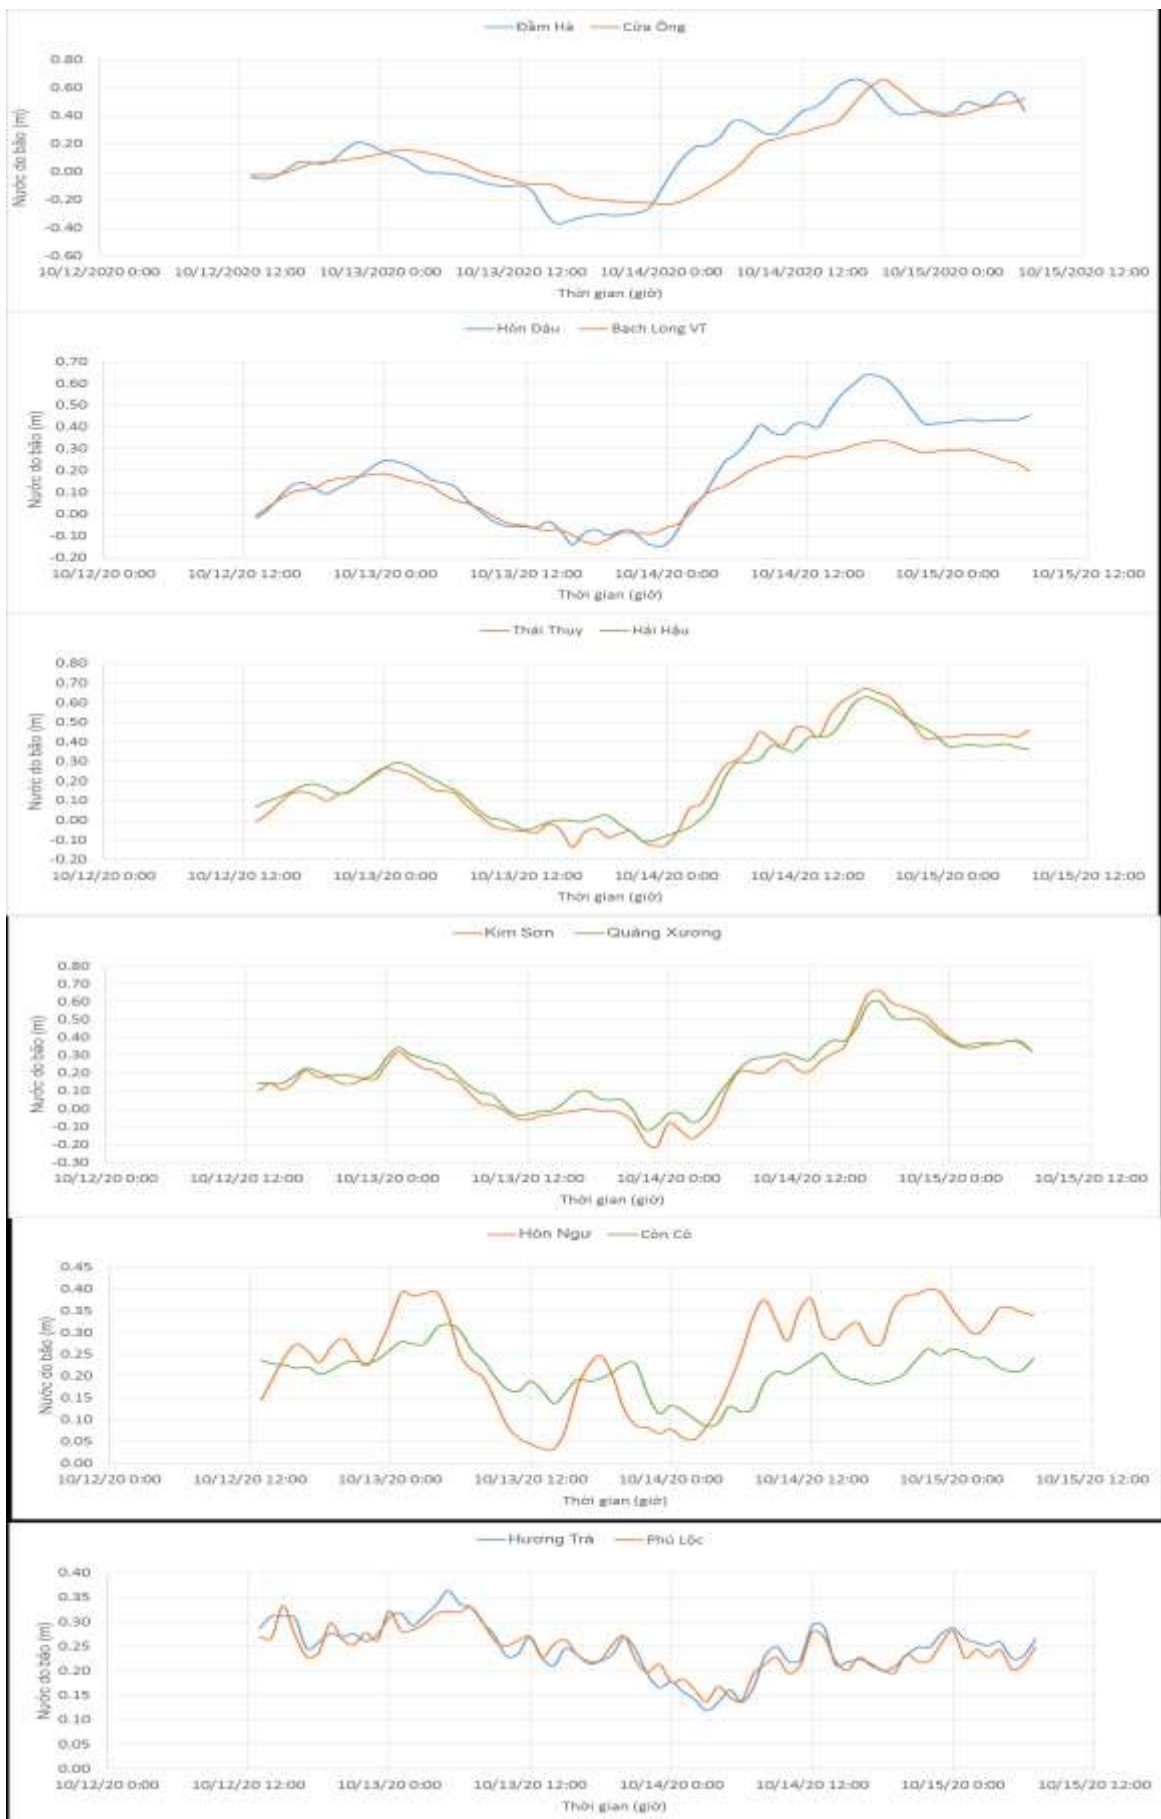 Đầm Hà Cửa Ông
0.80
0.60
0.40
0.20
0.00
-0.20
-0.40
-0.60
Nước do bão (m)
10/12/2020 0:00 10/12/2020 12:00 10/13/2020 0:00 10/13/2020 12:00 10/14/2020 0:00 10/14/2020 12:00 10/15/2020 0:00 10/15/2020 12:00
Thời gian (giờ)
Hòn Dáu Bạch Long VT
0.70
0.60
0.50
0.40
0.30
0.20
0.10
0.00
-0.10
-0.20
Nước do bão (m)
10/12/20 0:00 10/12/20 12:00 10/13/20 0:00 10/13/20 12:00 10/14/20 0:00 10/14/20 12:00 10/15/20 0:00 10/15/20 12:00
Thời gian (giờ)
Thái Thụy Hải Hậu
0.80
0.70
0.60
0.50
0.40
0.30
0.20
0.10
0.00
-0.10
-0.20
Nước do bão (m)
10/12/20 0:00 10/12/20 12:00 10/13/20 0:00 10/13/20 12:00 10/14/20 0:00 10/14/20 12:00 10/15/20 0:00 10/15/20 12:00
Thời gian (giờ)
Kim Sơn Quảng Xương
0.80
0.70
0.60
0.50
0.40
0.30
0.20
0.10
0.00
-0.10
-0.20
-0.30
Nước do bão (m)
10/12/20 0:00 10/12/20 12:00 10/13/20 0:00 10/13/20 12:00 10/14/20 0:00 10/14/20 12:00 10/15/20 0:00 10/15/20 12:00
Thời gian (giờ)
Hòn Ngư Cồn Cỏ
0.45
0.40
0.35
0.30
0.25
0.20
0.15
0.10
0.05
0.00
Nước do bão (m)
10/12/20 0:00 10/12/20 12:00 10/13/20 0:00 10/13/20 12:00 10/14/20 0:00 10/14/20 12:00 10/15/20 0:00 10/15/20 12:00
Thời gian (giờ)
Hương Trà Phú Lộc
0.40
0.35
0.30
0.25
0.20
0.15
0.10
0.05
0.00
Nước do bão (m)
10/12/20 0:00 10/12/20 12:00 10/13/20 0:00 10/13/20 12:00 10/14/20 0:00 10/14/20 12:00 10/15/20 0:00 10/15/20 12:00
Thời gian (giờ)